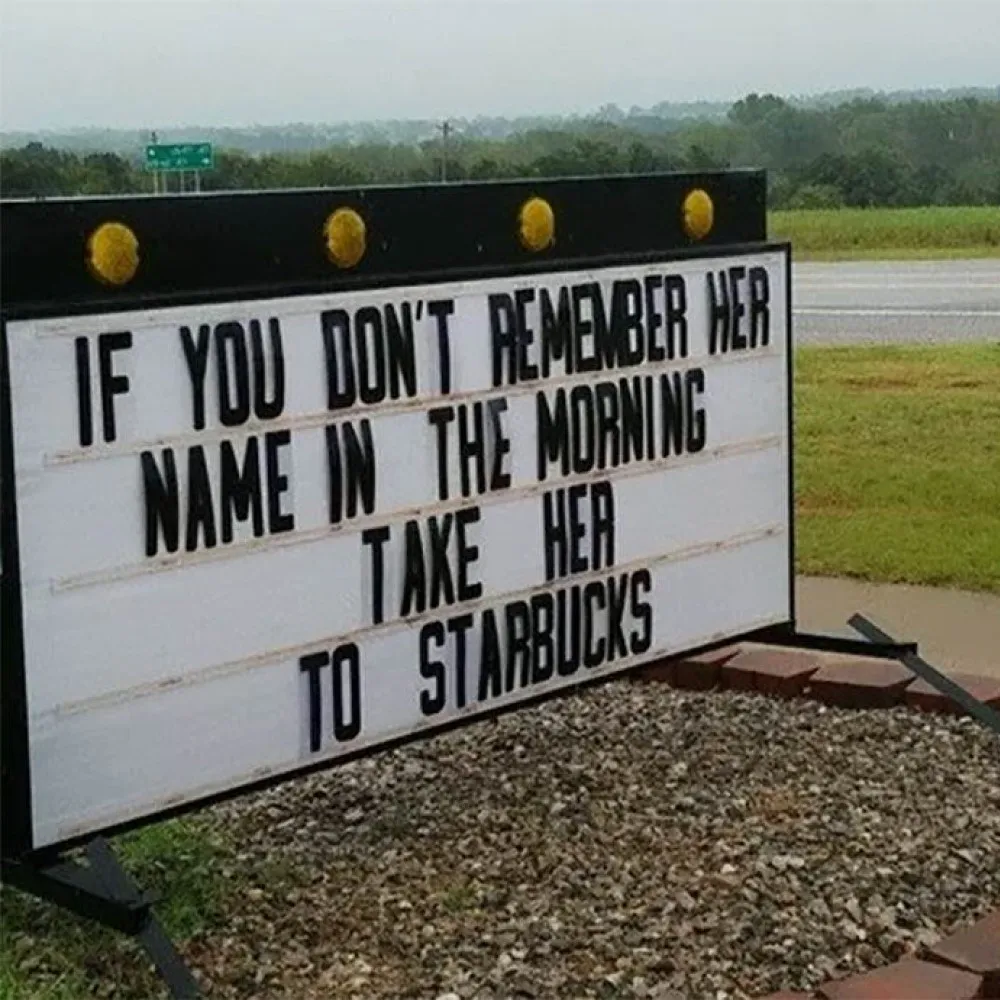 IF YOU DON'T REMEMBER HER
NAME IN THE MORNING
TAKE HER
TO STARBUCKS